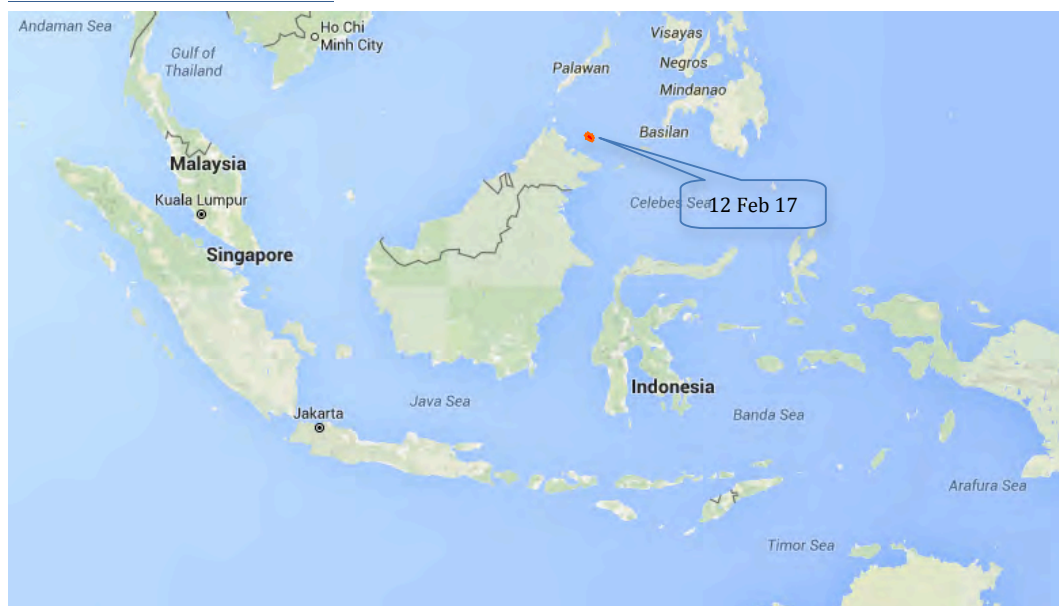 Andaman Sea
Ho Chi
Minh City
Gulf of
Thailand
Visayas
Palawan
Negros
Mindanao
Basilan
Malaysia
Kuala Lumpur
Celebes Sea
12 Feb 17
Singapore
Indonesia
Java Sea
Jakarta
Banda Sea
Arafura Sea
Timor Sea